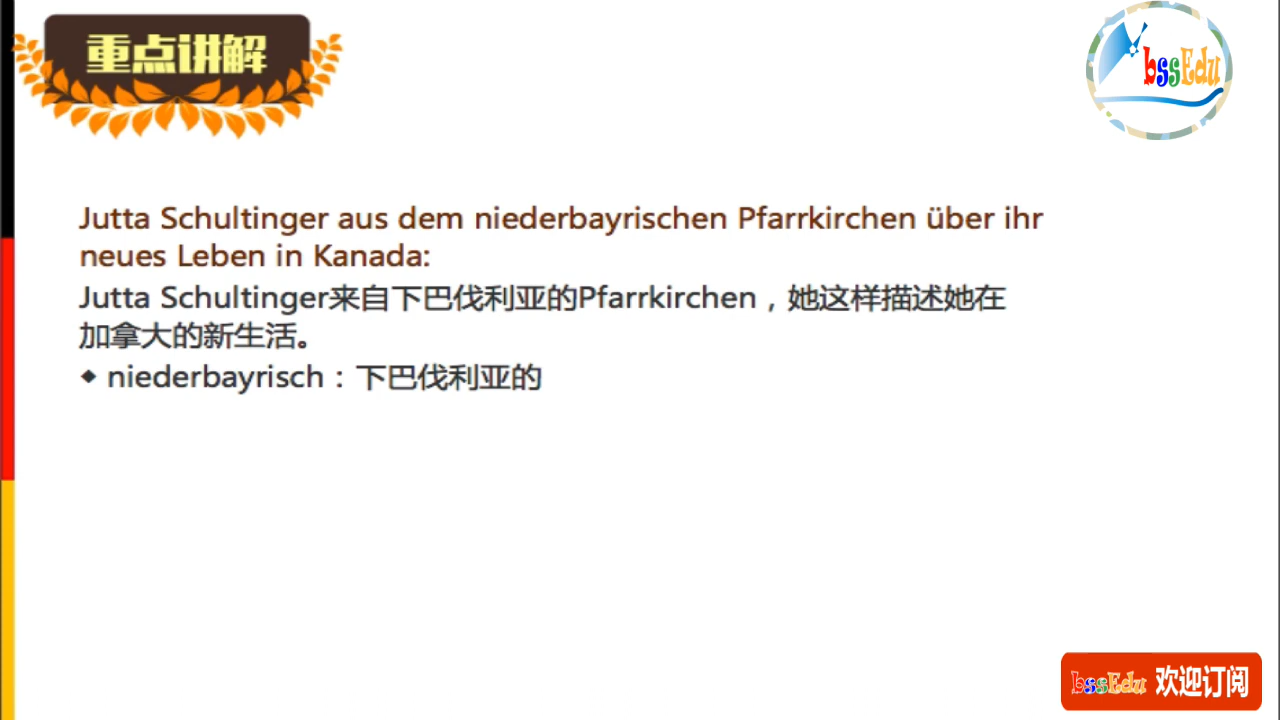 重点讲解
bssEdu
Jutta Schultinger aus dem niederbayrischen Pfarrkirchen über ihr
neues Leben in Kanada:
Jutta Schultinger来自下巴伐利亚的Pfarrkirchen，她这样描述她在
加拿大的新生活。
◆ niederbayrisch：下巴伐利亚的
bssEdu 欢迎订阅